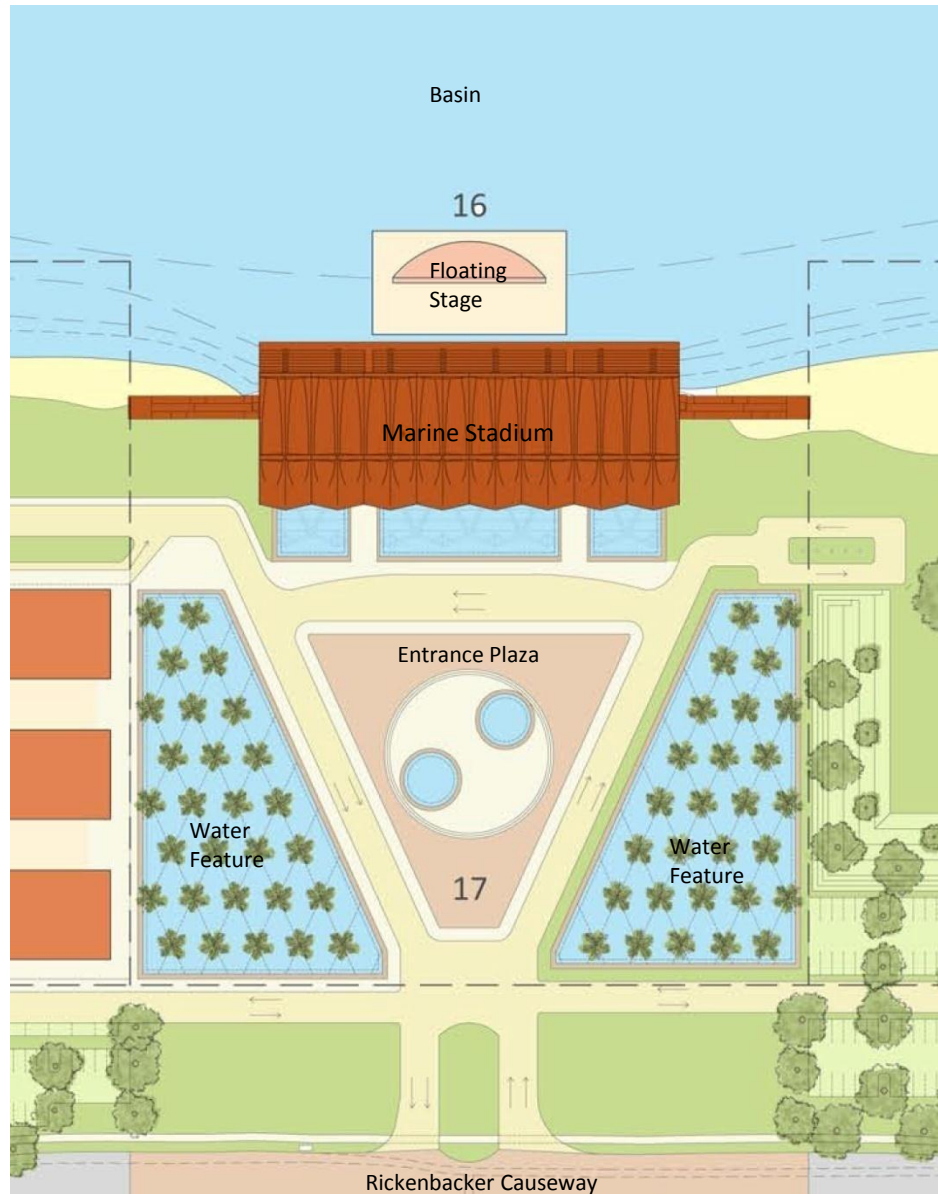 Basin
16
Floating
Stage
Marine Stadium
Entrance Plaza
Water
Feature
Water
Feature
17
Rickenbacker Causeway